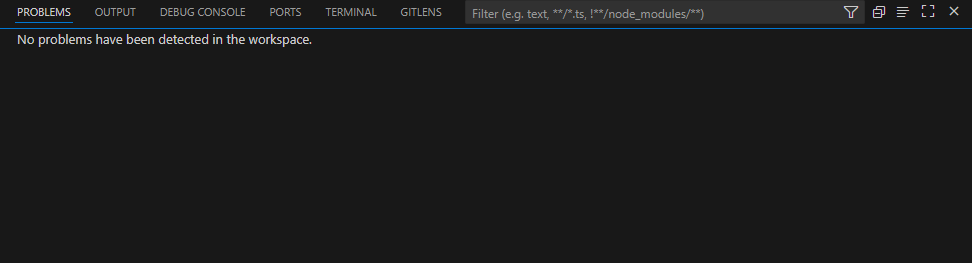 PROBLEMS OUTPUT DEBUG CONSOLE PORTS TERMINAL GITLENS Filter (e.g. text, **/*.ts, !**/node_modules/**)
No problems have been detected in the workspace.